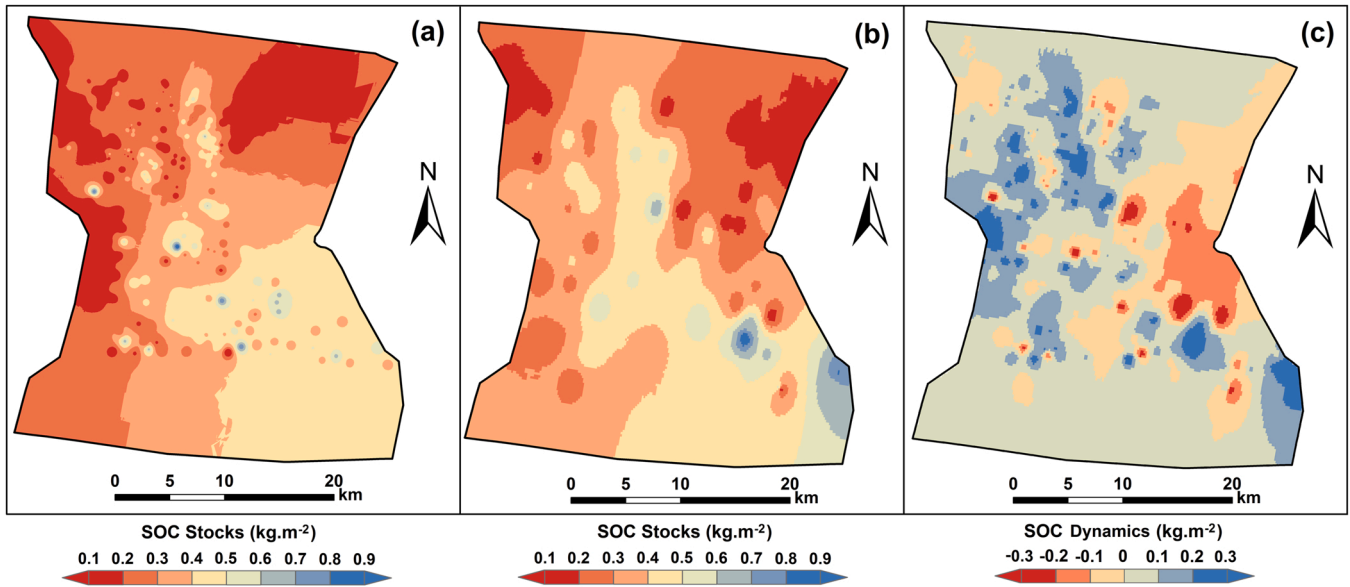 (a) (b) (c)
N N N
0 5 10 20 km
0 5 10 20 km
0 5 10 20 km
SOC Stocks (kg.m-2)
0.1 0.2 0.3 0.4 0.5 0.6 0.7 0.8 0.9
SOC Stocks (kg.m-2)
0.1 0.2 0.3 0.4 0.5 0.6 0.7 0.8 0.9
SOC Dynamics (kg.m-2)
-0.3 -0.2 -0.1 0 0.1 0.2 0.3